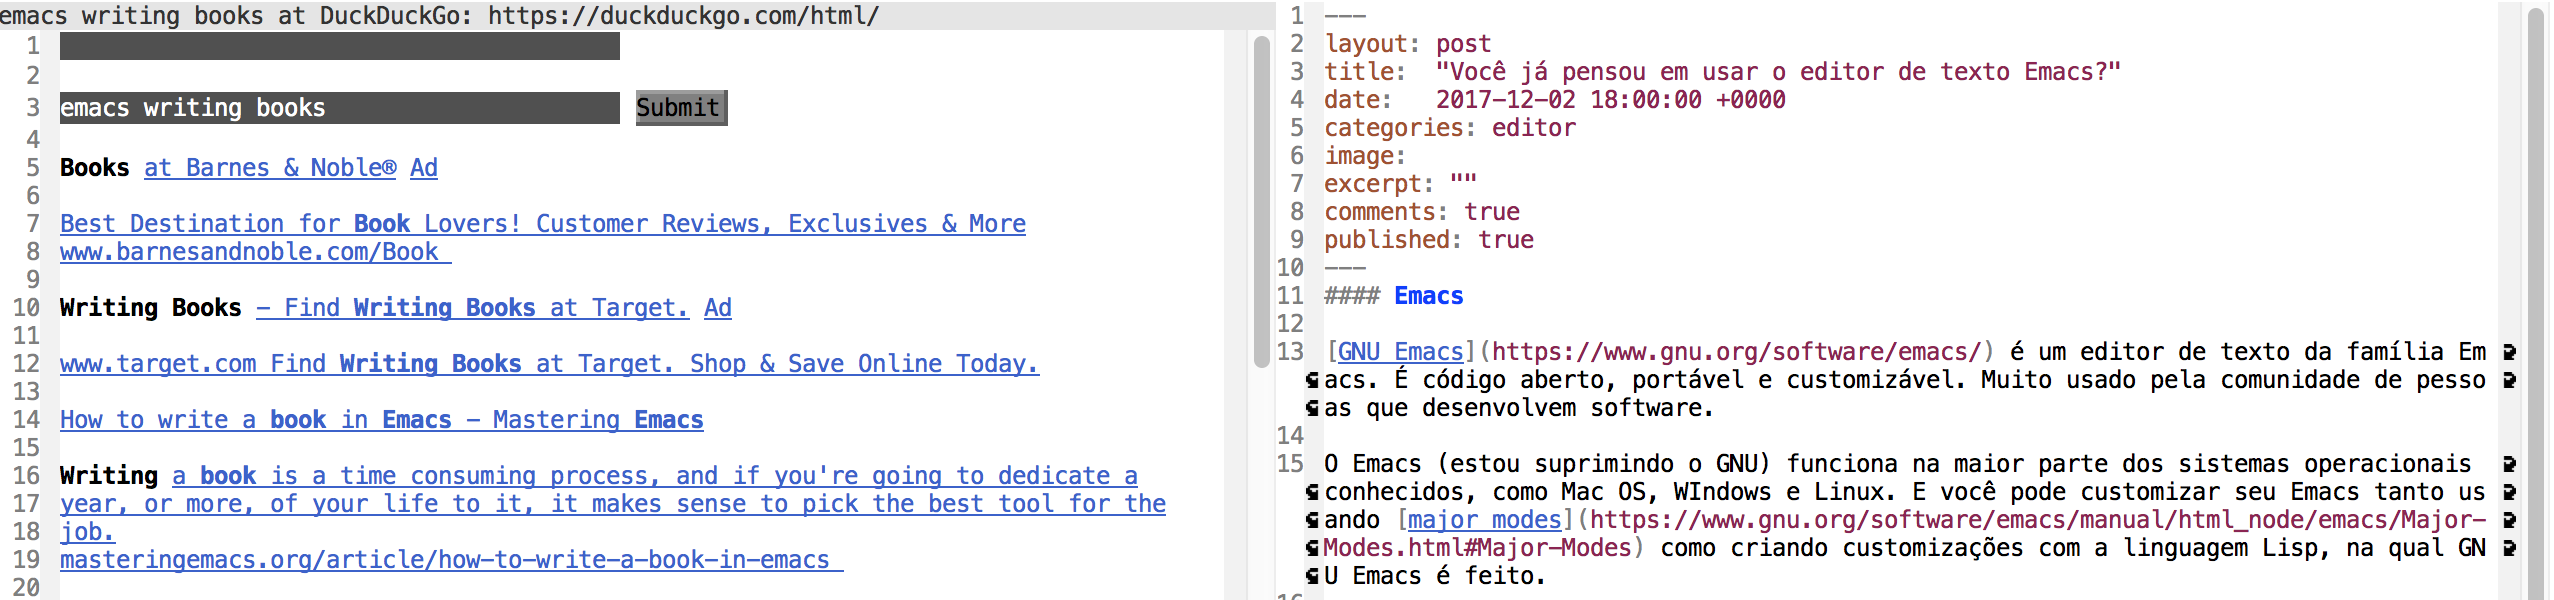 emacs writing books at DuckDuckGo: https://duckduckgo.com/html/
1
2
3 emacs writing books Submit
4
5 Books at Barnes & Noble® Ad
6
7 Best Destination for Book Lovers! Customer Reviews, Exclusives & More
8 www.barnesandnoble.com/Book
9
10 Writing Books – Find Writing Books at Target. Ad
11
12 www.target.com Find Writing Books at Target. Shop & Save Online Today.
13
14 How to write a book in Emacs – Mastering Emacs
15
16 Writing a book is a time consuming process, and if you're going to dedicate a
17 year, or more, of your life to it, it makes sense to pick the best tool for the
18 job.
19 masteringemacs.org/article/how-to-write-a-book-in-emacs
20
1 ---
2 layout: post
3 title: "Você já pensou em usar o editor de texto Emacs?"
4 date: 2017-12-02 18:00:00 +0000
5 categories: editor
6 image:
7 excerpt: ""
8 comments: true
9 published: true
10 ---
11 #### Emacs
12
13 [GNU Emacs](https://www.gnu.org/software/emacs/) é um editor de texto da família Em
acs. É código aberto, portável e customizável. Muito usado pela comunidade de pesso
as que desenvolvem software.
14
15 O Emacs (estou suprimindo o GNU) funciona na maior parte dos sistemas operacionais
conhecidos, como Mac OS, WIndows e Linux. E você pode customizar seu Emacs tanto us
ando [major modes](https://www.gnu.org/software/emacs/manual/html_node/emacs/Major-
Modes.html#Major-Modes) como criando customizações com a linguagem Lisp, na qual GN
U Emacs é feito.